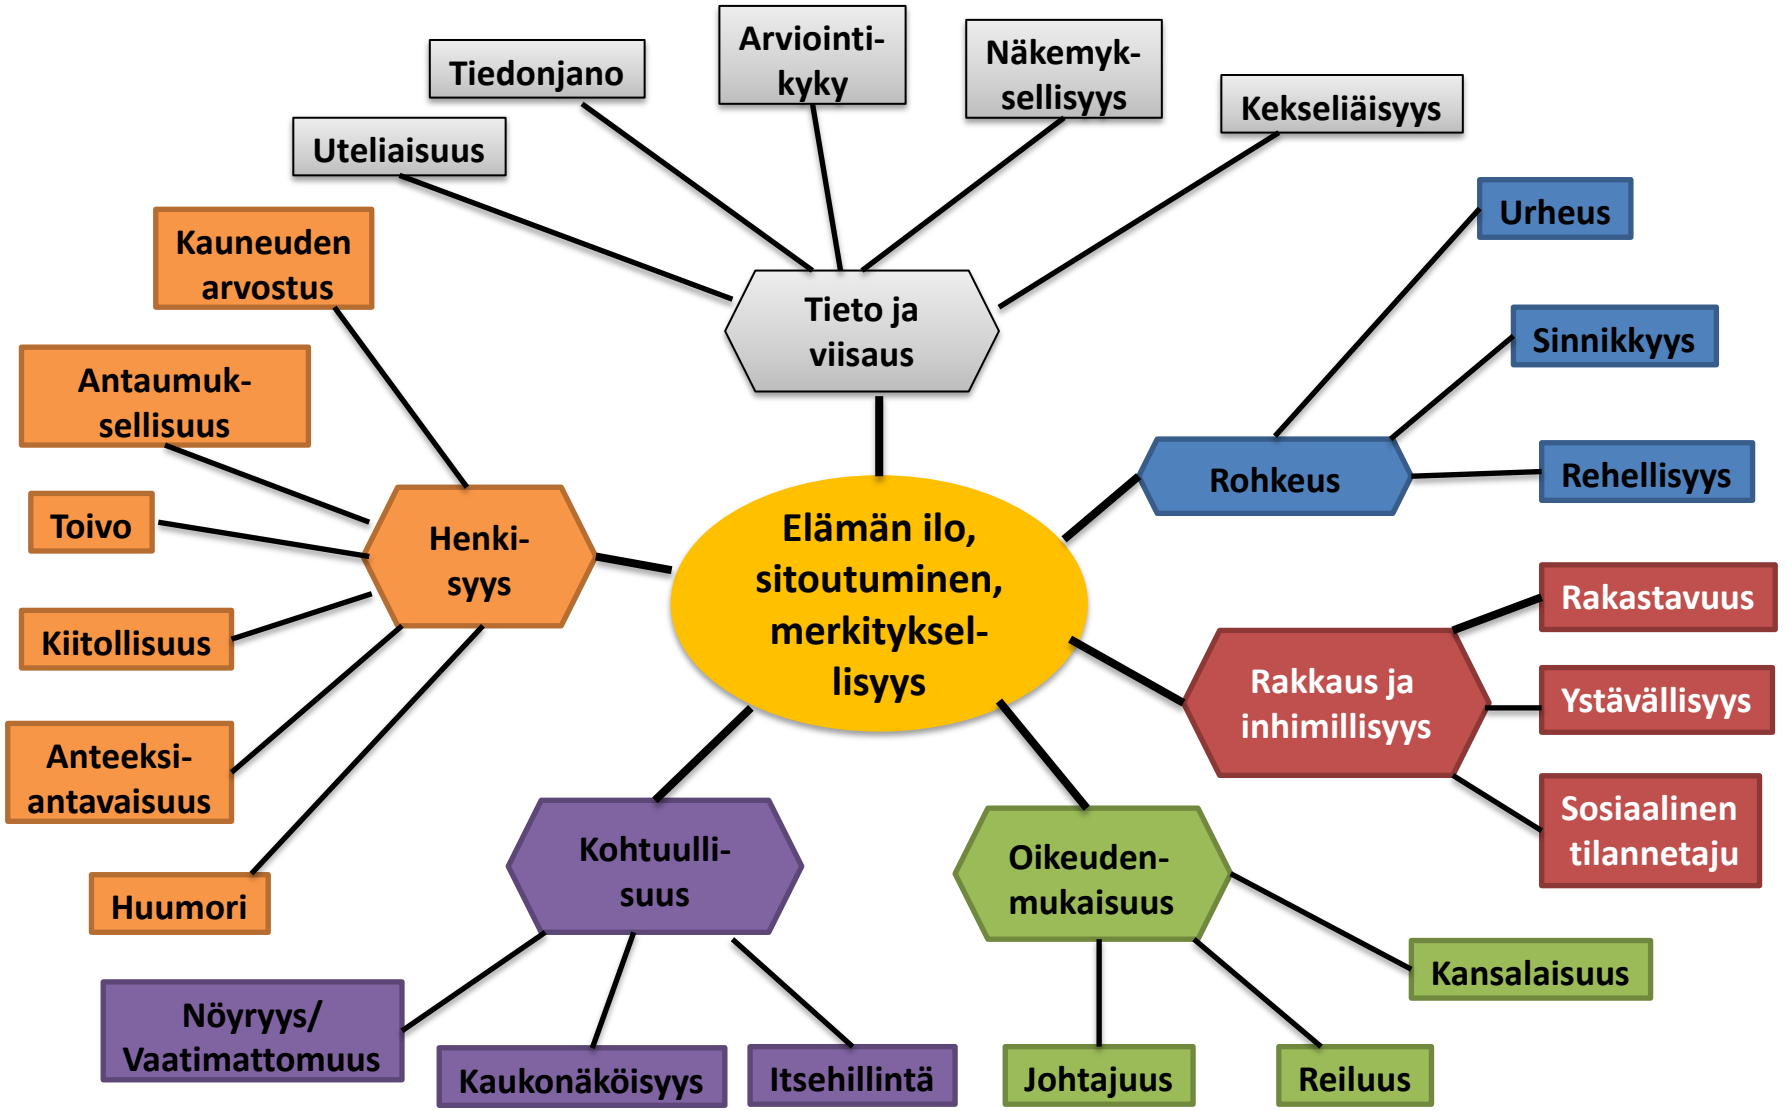 Arviointi-
kyky
Näkemyk-
sellisyys
Tiedonjano
Kekseliäisyys
Uteliaisuus
Tieto ja
viisaus
Urheus
Sinnikkyys
Rehellisyys
Rohkeus
Kauneuden
arvostus
Antaumuk-
sellisuus
Toivo
Kiitollisuus
Anteeksi-
antavaisuus
Huumori
Henki-
syys
Elämän ilo,
sitoutuminen,
merkityksel-
lisyys
Rakkaus ja
inhimillisyys
Rakastavuus
Ystävällisyys
Sosiaalinen
tilannetaju
Kohtuulli-
suus
Nöyryys/
Vaatimattomuus
Kaukonäköisyys
Itsehillintä
Oikeuden-
mukaisuus
Kansalaisuus
Johtajuus
Reiluus